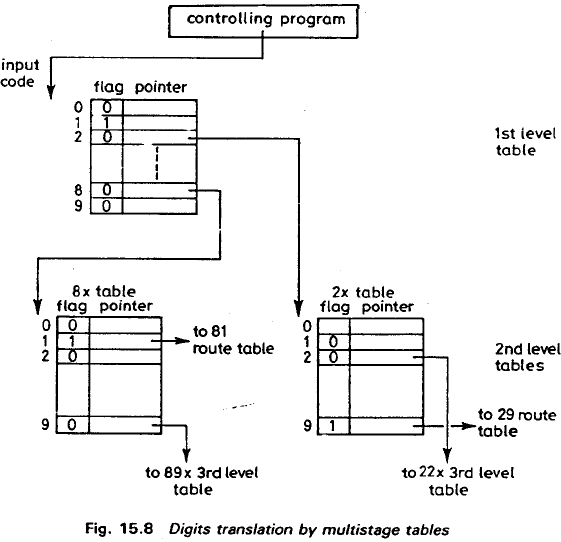 controlling program
input
code
flag pointer
0 0
1 1
2 0
8 0
9 0
1st level
table
8x table
flag pointer
0 0
1 1
2 0
9 0
to 81
route table
to 89x 3rd level
table
2x table
flag pointer
0
1 0
2 0
9 1
2nd level
tables
to 29 route
table
to 22x 3rd level
table
Fig. 15.8 Digits translation by multistage tables